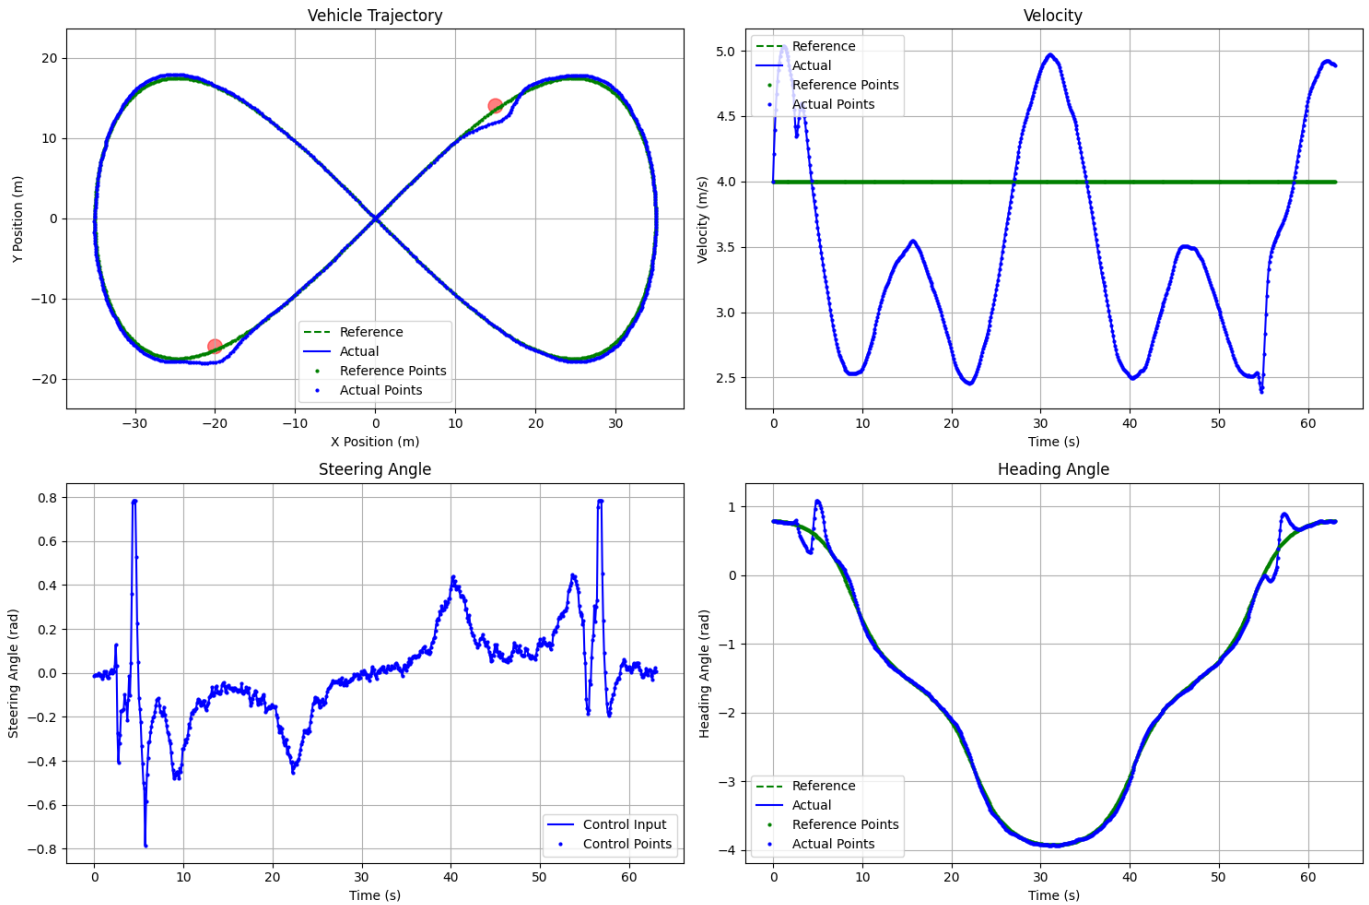 Vehicle Trajectory
Y Position (m)
20
10
0
−10
−20
Reference
Actual
Reference Points
Actual Points
−30
−20
−10
0
10
20
30
X Position (m)
Velocity
Velocity (m/s)
5.0
4.5
4.0
3.5
3.0
2.5
Reference
Actual
Reference Points
Actual Points
0
10
20
30
40
50
60
Time (s)
Steering Angle
Steering Angle (rad)
0.8
0.6
0.4
0.2
0.0
−0.2
−0.4
−0.6
−0.8
Control Input
Control Points
0
10
20
30
40
50
60
Time (s)
Heading Angle
Heading Angle (rad)
1
0
−1
−2
−3
−4
Reference
Actual
Reference Points
Actual Points
0
10
20
30
40
50
60
Time (s)